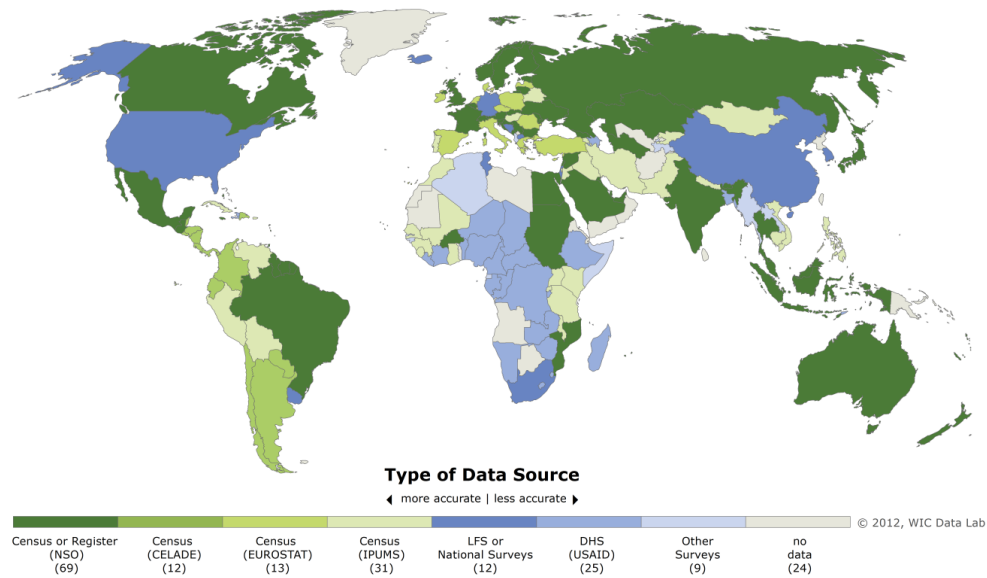 Type of Data Source
more accurate | less accurate
© 2012, WIC Data Lab
Census or Register
(NSO)
(69)
Census
(CELADE)
(12)
Census
(EUROSTAT)
(13)
Census
(IPUMS)
(31)
LFS or
National Surveys
(12)
DHS
(USAID)
(25)
Other
Surveys
(9)
no
data
(24)